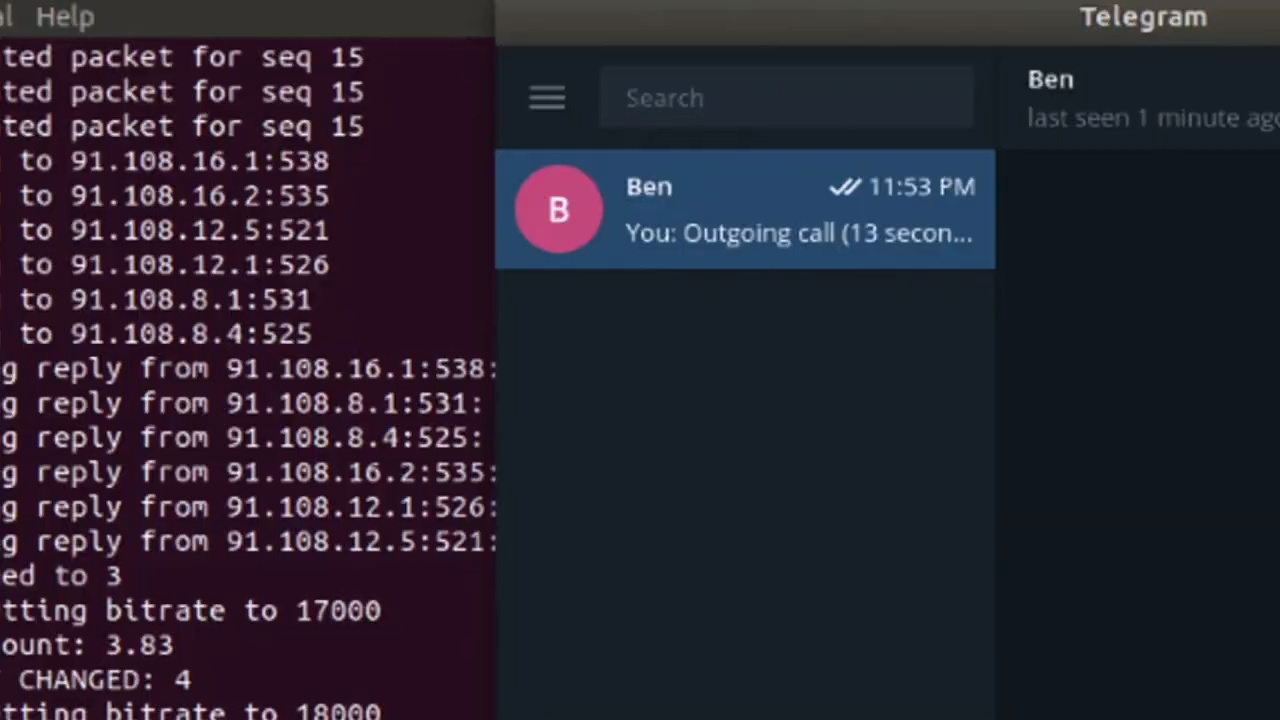 Help
ted packet for seq 15
ted packet for seq 15
ted packet for seq 15
to 91.108.16.1:538
to 91.108.16.2:535
to 91.108.12.5:521
to 91.108.12.1:526
to 91.108.8.1:531
to 91.108.8.4:525
g reply from 91.108.16.1:538:
g reply from 91.108.8.1:531:
g reply from 91.108.8.4:525:
g reply from 91.108.16.2:535:
g reply from 91.108.12.1:526:
g reply from 91.108.12.5:521:
ed to 3
tting bitrate to 17000
ount: 3.83
CHANGED: 4
tting bitrate to 18000
Telegram
Search
B
Ben
11:53 PM
You: Outgoing call (13 secon...
Ben
last seen 1 minute ag